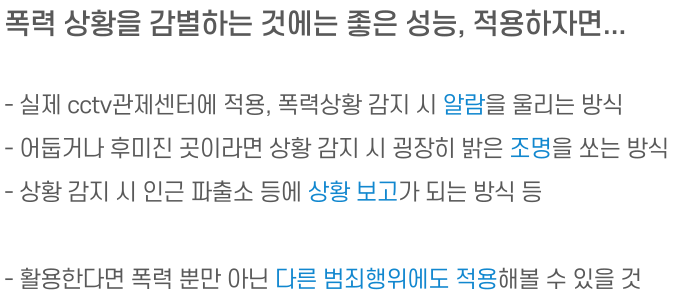 폭력 상황을 감별하는 것에는 좋은 성능, 적용하자면...
- 실제 cctv관제센터에 적용, 폭력상황 감지 시 알람을 울리는 방식
- 어둡거나 후미진 곳이라면 상황 감지 시 굉장히 밝은 조명을 쏘는 방식
- 상황 감지 시 인근 파출소 등에 상황 보고가 되는 방식 등
- 활용한다면 폭력 뿐만 아닌 다른 범죄행위에도 적용해볼 수 있을 것